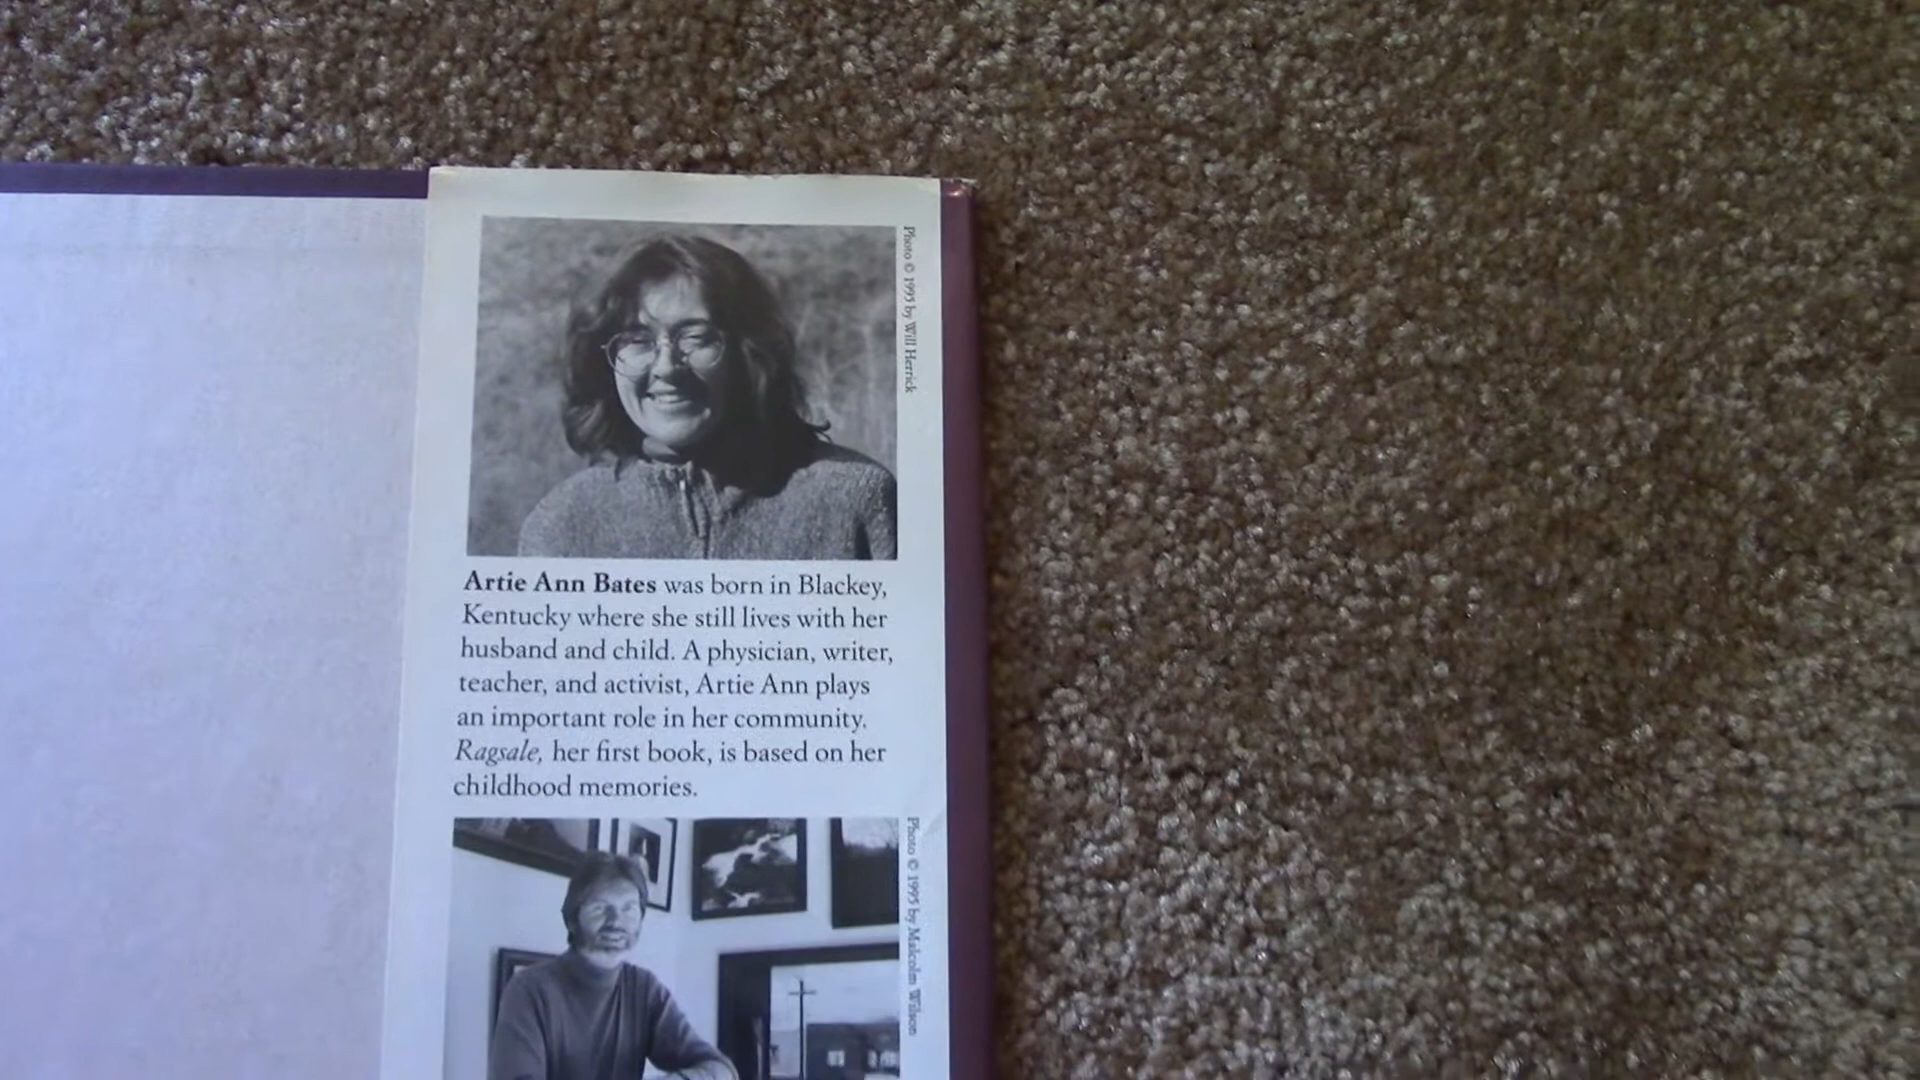 Photo © 1995 by Will Herrick
Artie Ann Bates was born in Blackey,
Kentucky where she still lives with her
husband and child. A physician, writer,
teacher, and activist, Artie Ann plays
an important role in her community.
Ragsale, her first book, is based on her
childhood memories.
Photo © 1995 by Malcolm Wilson